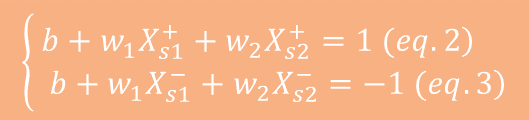 b + w₁X⁺ₛ₁ + w₂X⁺ₛ₂ = 1 (eq. 2)
b + w₁X⁻ₛ₁ + w₂X⁻ₛ₂ = −1 (eq. 3)